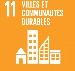 11 VILLES ET
COMMUNAUTÉS
DURABLES